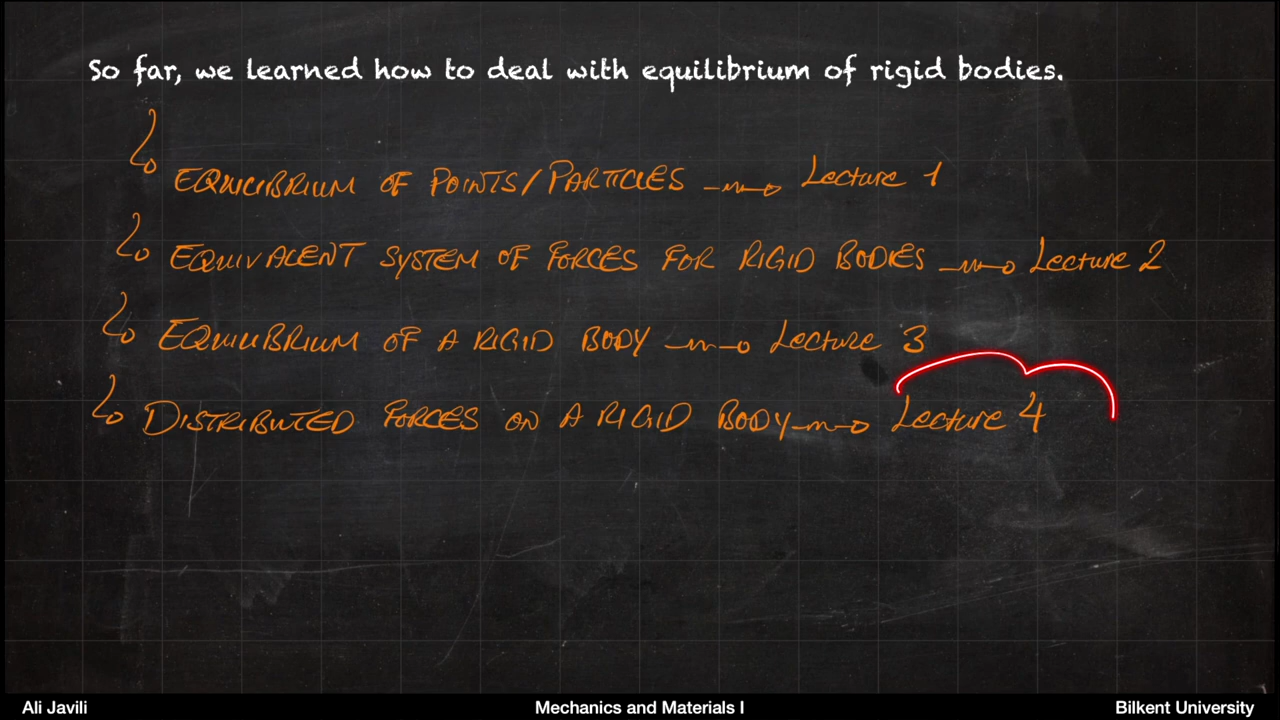 So far, we learned how to deal with equilibrium of rigid bodies.
EQUILIBRIUM OF POINTS/PARTICLES Lecture 1
EQUIVALENT SYSTEM OF FORCES FOR RIGID BODIES Lecture 2
EQUILIBRIUM OF A RIGID BODY Lecture 3
DISTRIBUTED FORCES ON A RIGID BODY Lecture 4
Ali Javili Mechanics and Materials I Bilkent University